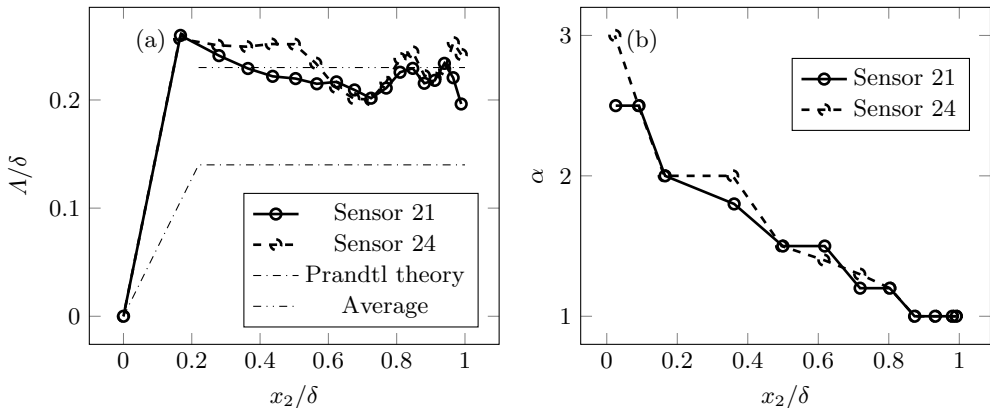 (a)
0.2
0.1
0
Λ/δ
Sensor 21
Sensor 24
Prandtl theory
Average
0 0.2 0.4 0.6 0.8 1
x₂/δ
(b)
3
2
1
α
Sensor 21
Sensor 24
0 0.2 0.4 0.6 0.8 1
x₂/δ